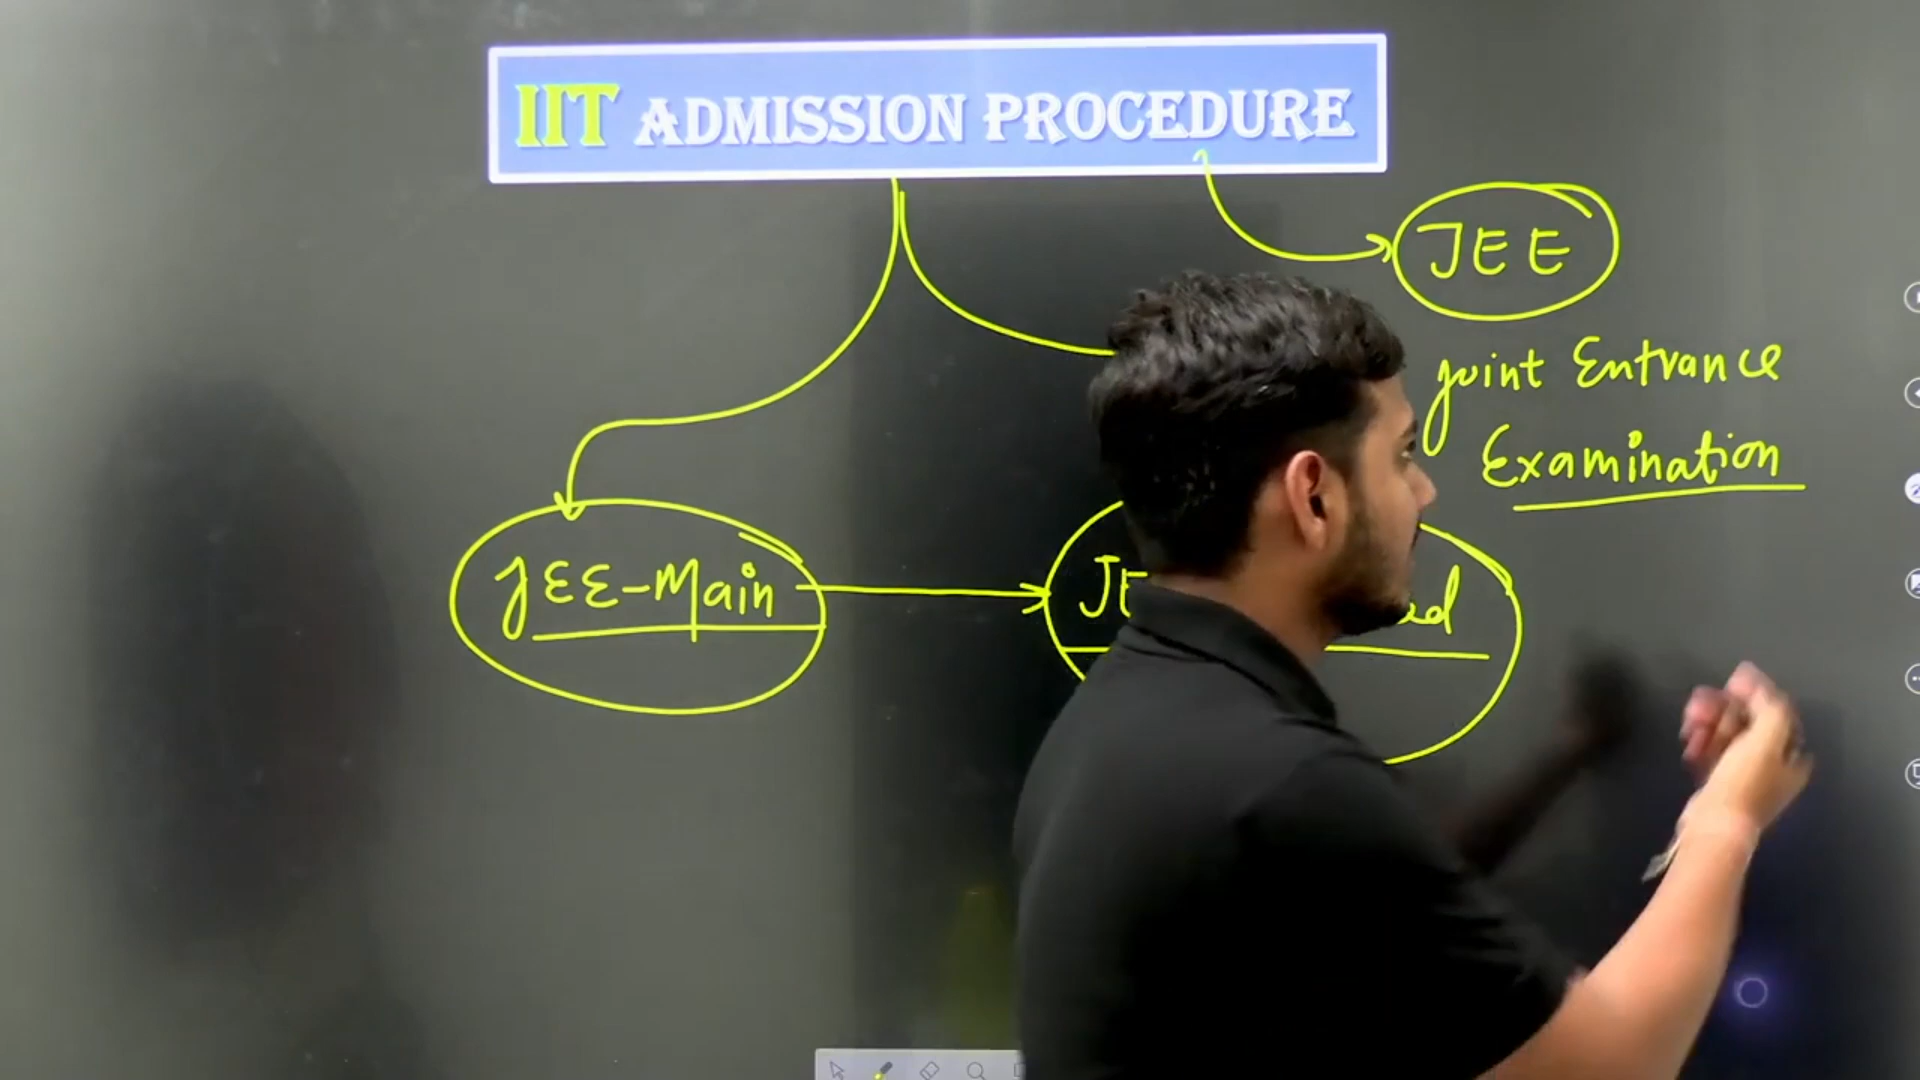 IIT ADMISSION PROCEDURE
JEE
Joint Entrance
Examination
JEE-Main